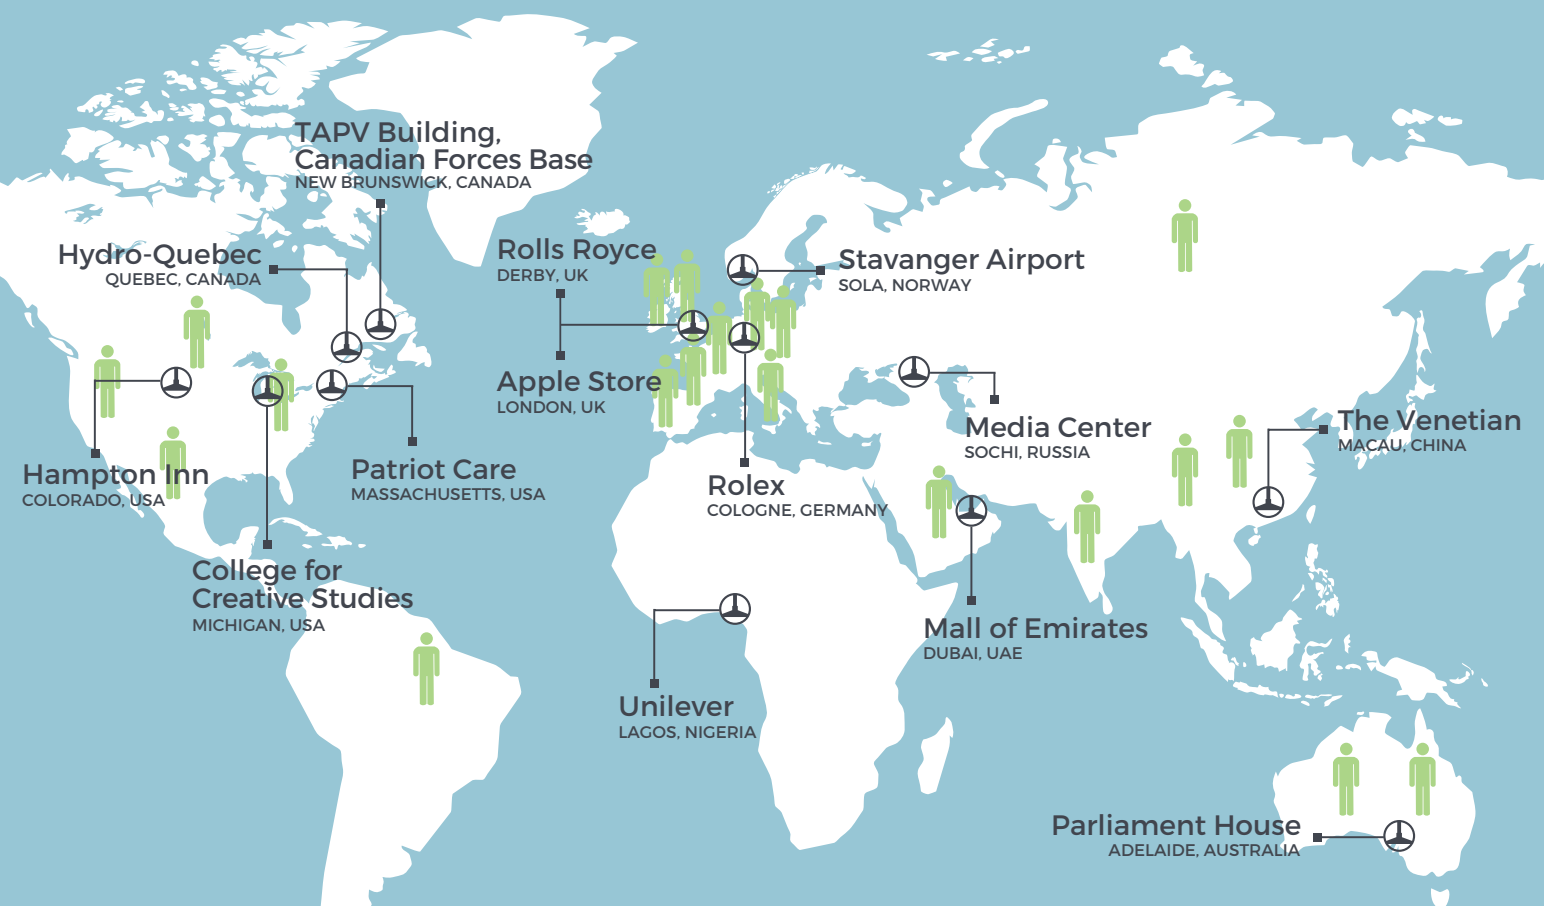 TAPV Building,
Canadian Forces Base
NEW BRUNSWICK, CANADA
Hydro-Quebec
QUEBEC, CANADA
Rolls Royce
DERBY, UK
Stavanger Airport
SOLA, NORWAY
Apple Store
LONDON, UK
Media Center
SOCHI, RUSSIA
The Venetian
MACAU, CHINA
Hampton Inn
COLORADO, USA
Patriot Care
MASSACHUSETTS, USA
Rolex
COLOGNE, GERMANY
College for
Creative Studies
MICHIGAN, USA
Mall of Emirates
DUBAI, UAE
Unilever
LAGOS, NIGERIA
Parliament House
ADELAIDE, AUSTRALIA